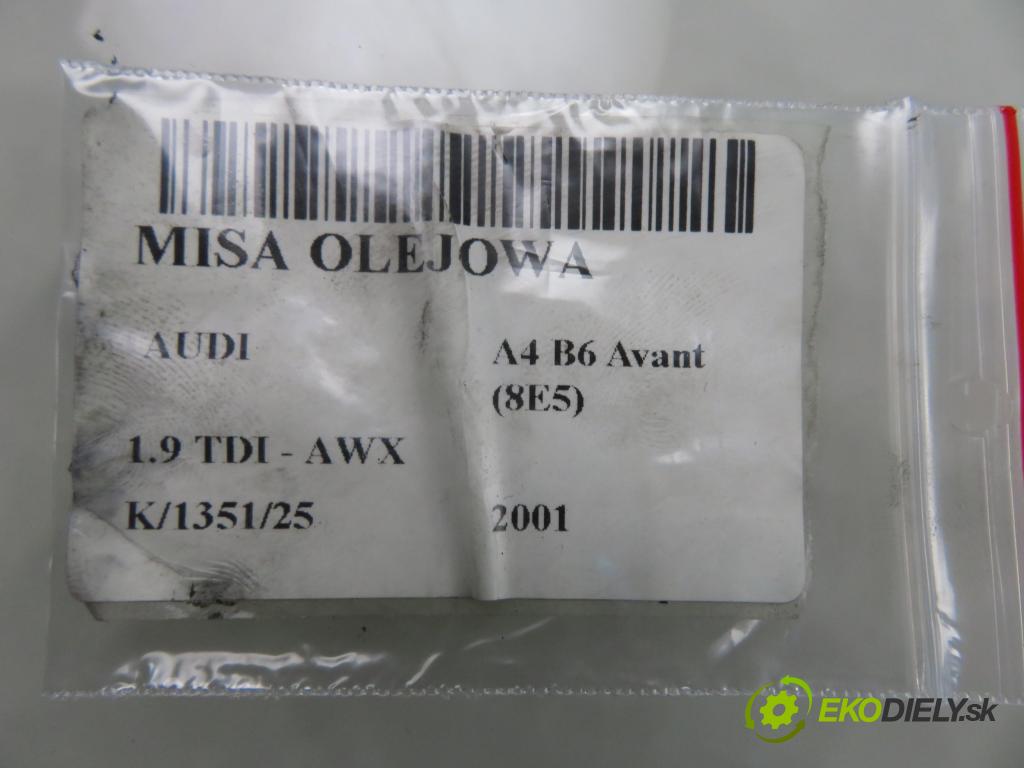 MISA OLEJOWA
AUDI
A4 B6 Avant
(8E5)
1.9 TDI - AWX
K/1351/25
2001
EKODIELY.sk